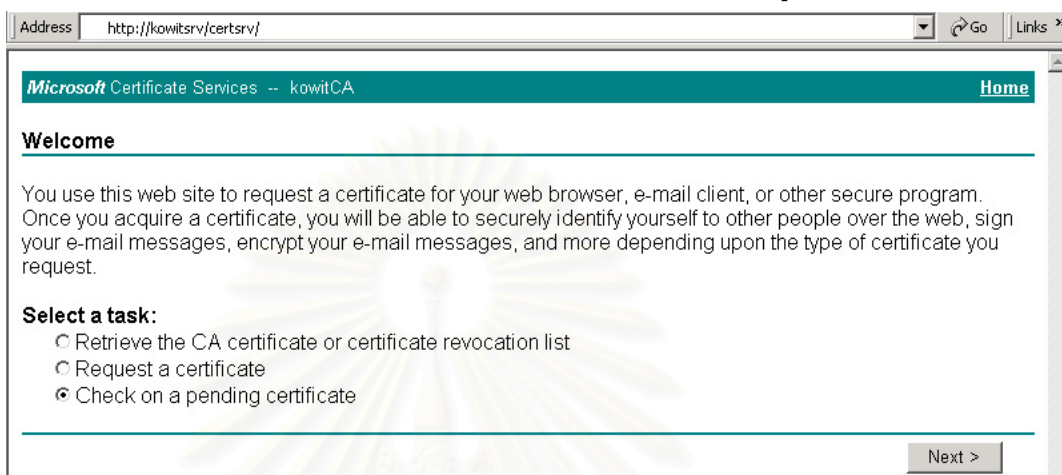 Address http://kowitsrv/certsrv/ Go Links »
Microsoft Certificate Services -- kowitCA Home
Welcome
You use this web site to request a certificate for your web browser, e-mail client, or other secure program.
Once you acquire a certificate, you will be able to securely identify yourself to other people over the web, sign
your e-mail messages, encrypt your e-mail messages, and more depending upon the type of certificate you
request.
Select a task:
Retrieve the CA certificate or certificate revocation list
Request a certificate
Check on a pending certificate
Next >